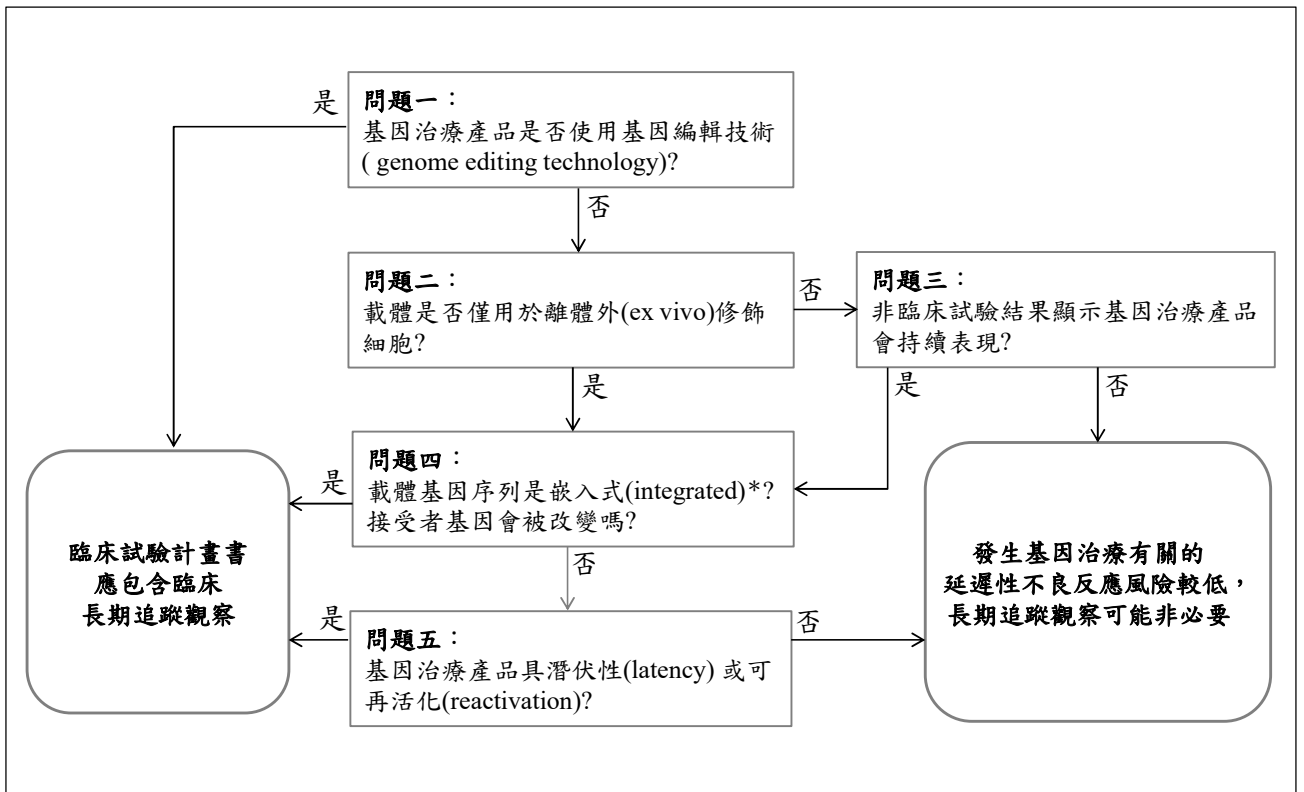 是
問題一：
基因治療產品是否使用基因編輯技術
( genome editing technology)?
否
問題二：
載體是否僅用於離體外(ex vivo)修飾
細胞?
否
問題三：
非臨床試驗結果顯示基因治療產品
會持續表現?
是
是
否
問題四：
載體基因序列是嵌入式(integrated)*?
接受者基因會被改變嗎?
是
否
臨床試驗計畫書
應包含臨床
長期追蹤觀察
發生基因治療有關的
延遲性不良反應風險較低，
長期追蹤觀察可能非必要
是
問題五：
基因治療產品具潛伏性(latency) 或可
再活化(reactivation)?
否